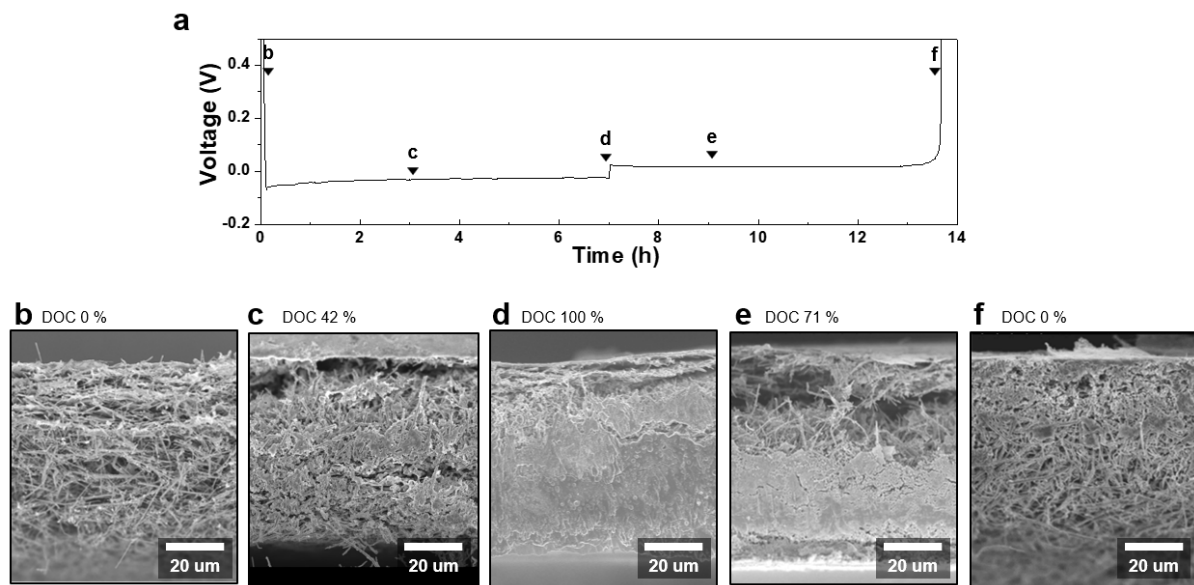 a
0.4
0.2
0.0
-0.2
Voltage (V)
b
c
d
e
f
0 2 4 6 8 10 12 14
Time (h)
b DOC 0 %
c DOC 42 %
d DOC 100 %
e DOC 71 %
f DOC 0 %
20 um
20 um
20 um
20 um
20 um